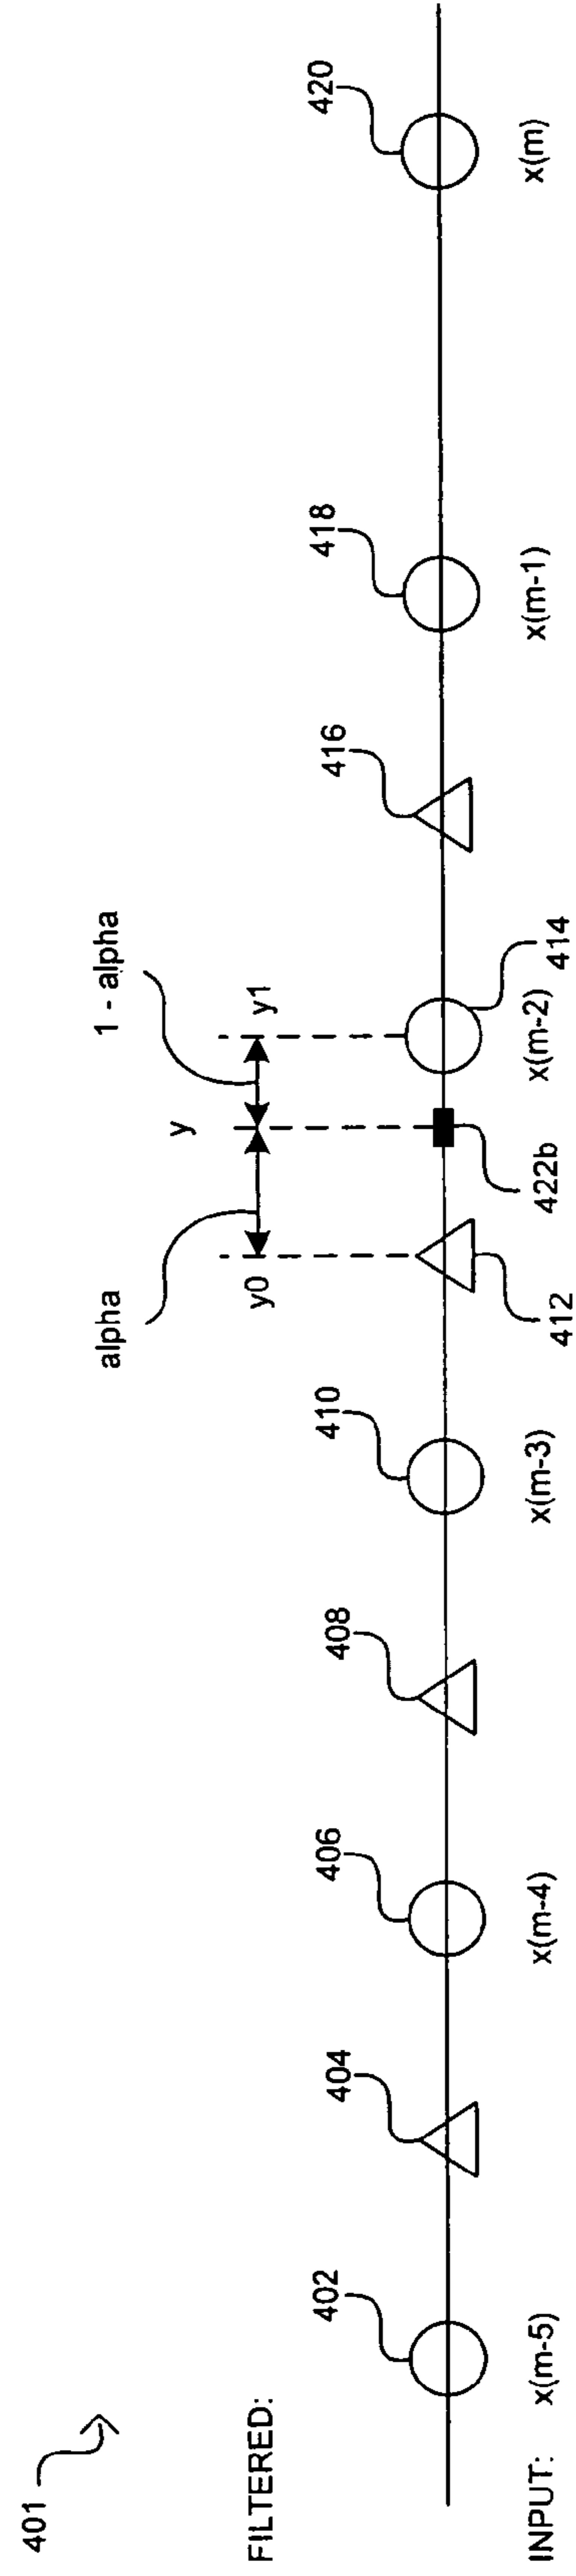 401
alpha
1 - alpha
y
FILTERED:
y0
y1
402
404
406
408
410
416
418
420
INPUT:
x(m-5)
x(m-4)
x(m-3)
412
422b
x(m-2)
414
x(m-1)
x(m)